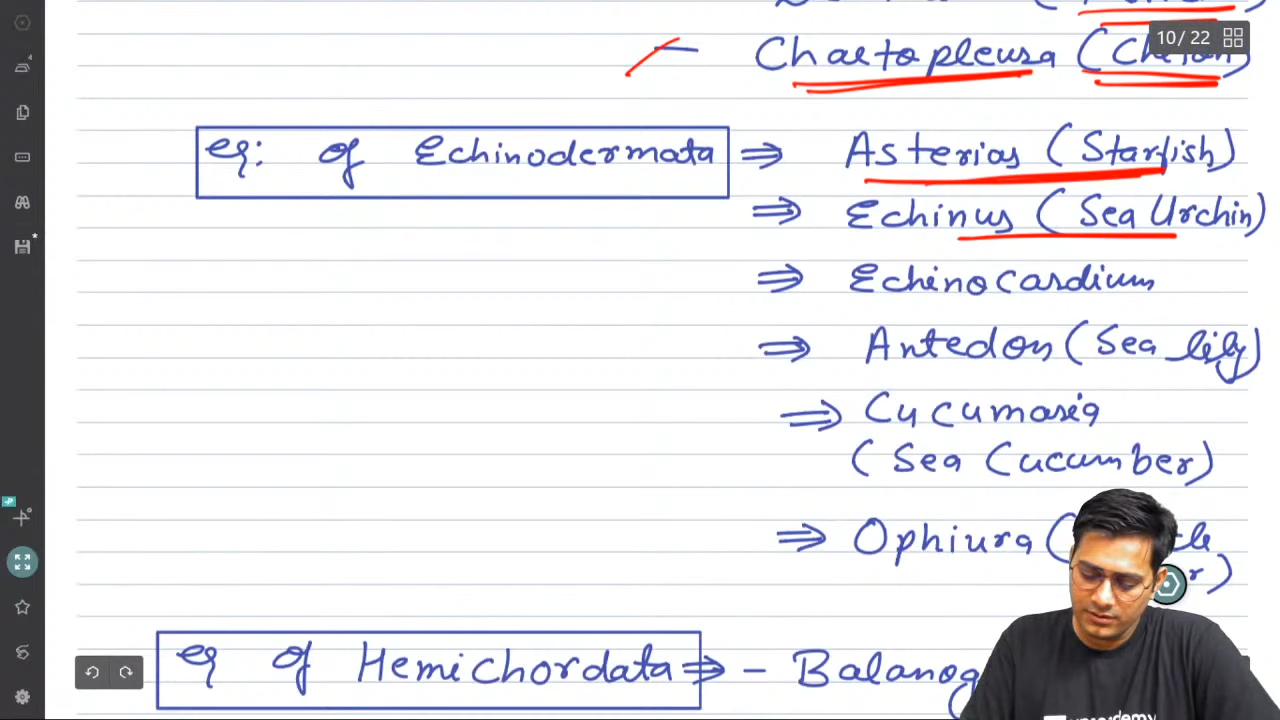 10 / 22
Chaetopleura (Chiton)
eg: of Echinodermata ⇒ Asterias (Starfish)
⇒ Echinus (Sea Urchin)
⇒ Echinocardium
⇒ Antedon (Sea lily)
⇒ Cucumaria
(Sea Cucumber)
⇒ Ophiura (
eg of Hemichordata ⇒ - Balanog